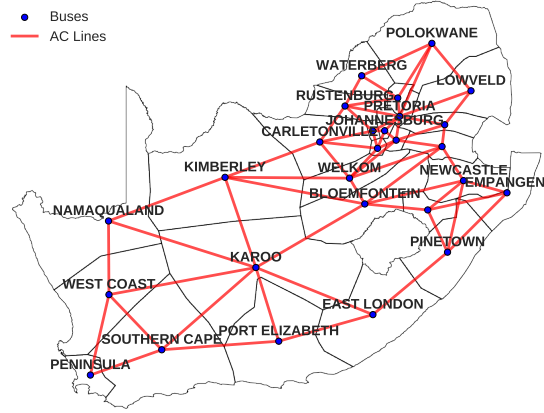 Buses
AC Lines
POLOKWANE
WATERBERG
LOWVELD
RUSTENBURG
PRETORIA
JOHANNESBURG
CARLETONVILLE
KIMBERLEY
WELKOM
NEWCASTLE
BLOEMFONTEIN
EMPANGEN
NAMAQUALAND
PINETOWN
KAROO
WEST COAST
EAST LONDON
PORT ELIZABETH
SOUTHERN CAPE
PENINSULA